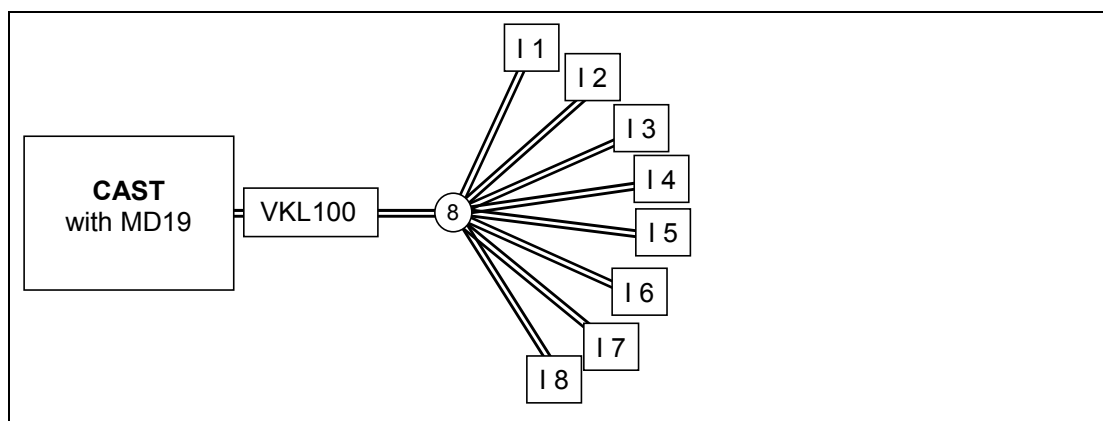 CAST
with MD19
VKL100
8
I 1
I 2
I 3
I 4
I 5
I 6
I 7
I 8